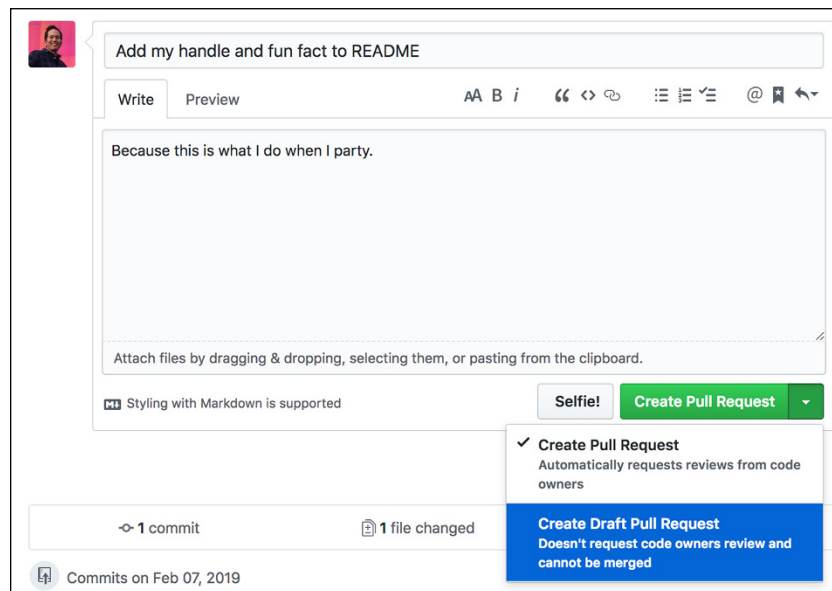 Add my handle and fun fact to README
Write Preview AA B i @
Because this is what I do when I party.
Attach files by dragging & dropping, selecting them, or pasting from the clipboard.
Styling with Markdown is supported
Selfie! Create Pull Request
Create Pull Request
Automatically requests reviews from code
owners
Create Draft Pull Request
Doesn't request code owners review and
cannot be merged
1 commit 1 file changed
Commits on Feb 07, 2019